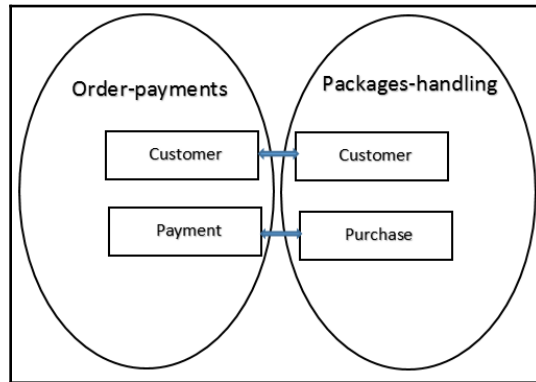 Order-payments
Packages-handling
Customer
Customer
Payment
Purchase